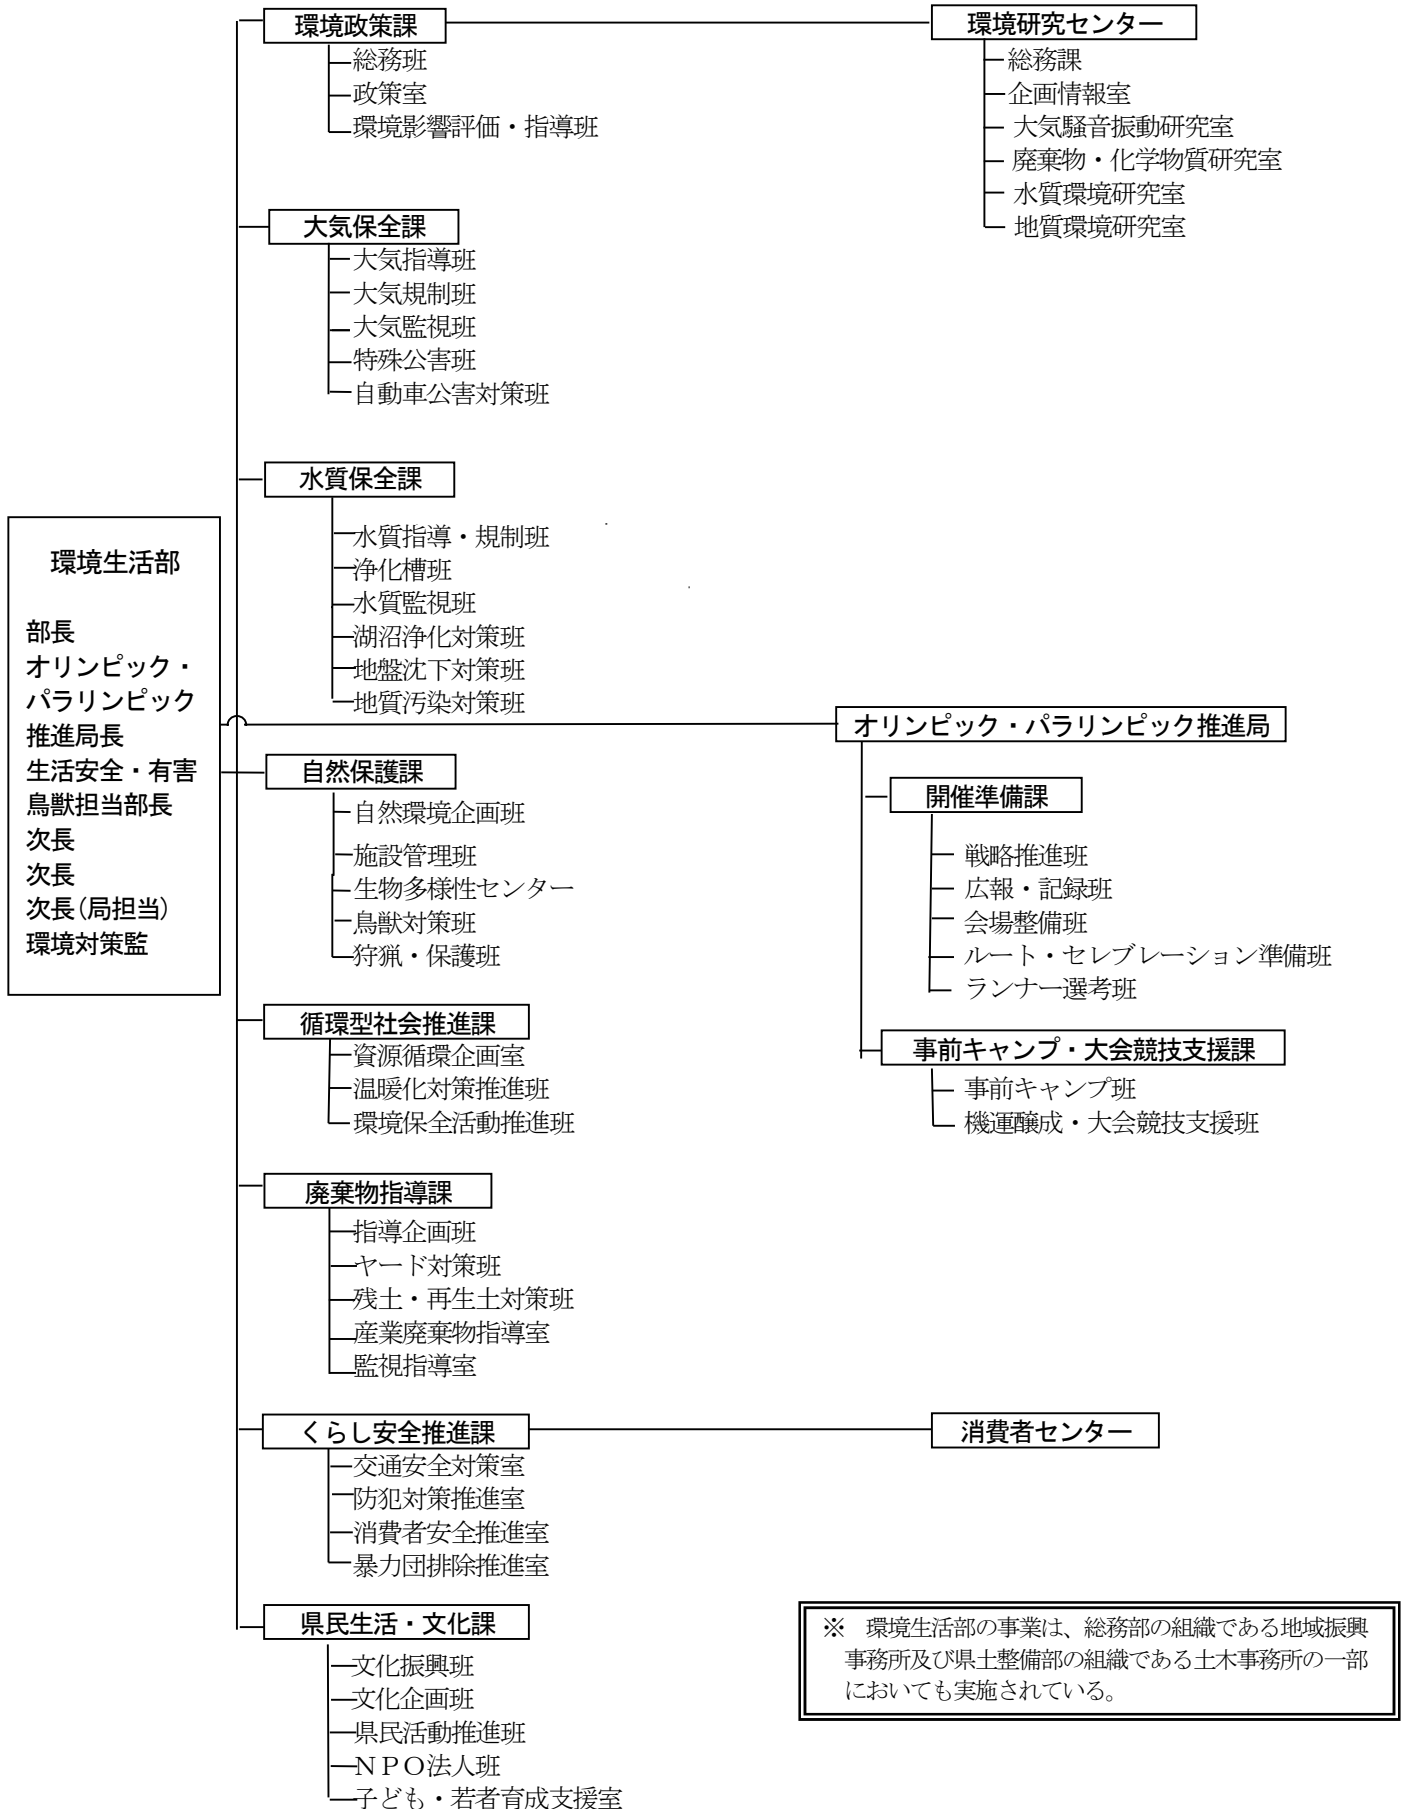 環境生活部
部長
オリンピック・
パラリンピック
推進局長
生活安全・有害
鳥獣担当部長
次長
次長
次長（局担当）
環境対策監
環境政策課
総務班
政策室
環境影響評価・指導班
環境研究センター
総務課
企画情報室
大気騒音振動研究室
廃棄物・化学物質研究室
水質環境研究室
地質環境研究室
大気保全課
大気指導班
大気規制班
大気監視班
特殊公害班
自動車公害対策班
水質保全課
水質指導・規制班
浄化槽班
水質監視班
湖沼浄化対策班
地盤沈下対策班
地質汚染対策班
自然保護課
自然環境企画班
施設管理班
生物多様性センター
鳥獣対策班
狩猟・保護班
循環型社会推進課
資源循環企画室
温暖化対策推進班
環境保全活動推進班
廃棄物指導課
指導企画班
ヤード対策班
残土・再生土対策班
産業廃棄物指導室
監視指導室
くらし安全推進課
交通安全対策室
防犯対策推進室
消費者安全推進室
暴力団排除推進室
消費者センター
県民生活・文化課
文化振興班
文化企画班
県民活動推進班
ＮＰＯ法人班
子ども・若者育成支援室
オリンピック・パラリンピック推進局
開催準備課
戦略推進班
広報・記録班
会場整備班
ルート・セレブレーション準備班
ランナー選考班
事前キャンプ・大会競技支援課
事前キャンプ班
機運醸成・大会競技支援班
※　環境生活部の事業は、総務部の組織である地域振興
事務所及び県土整備部の組織である土木事務所の一部
においても実施されている。